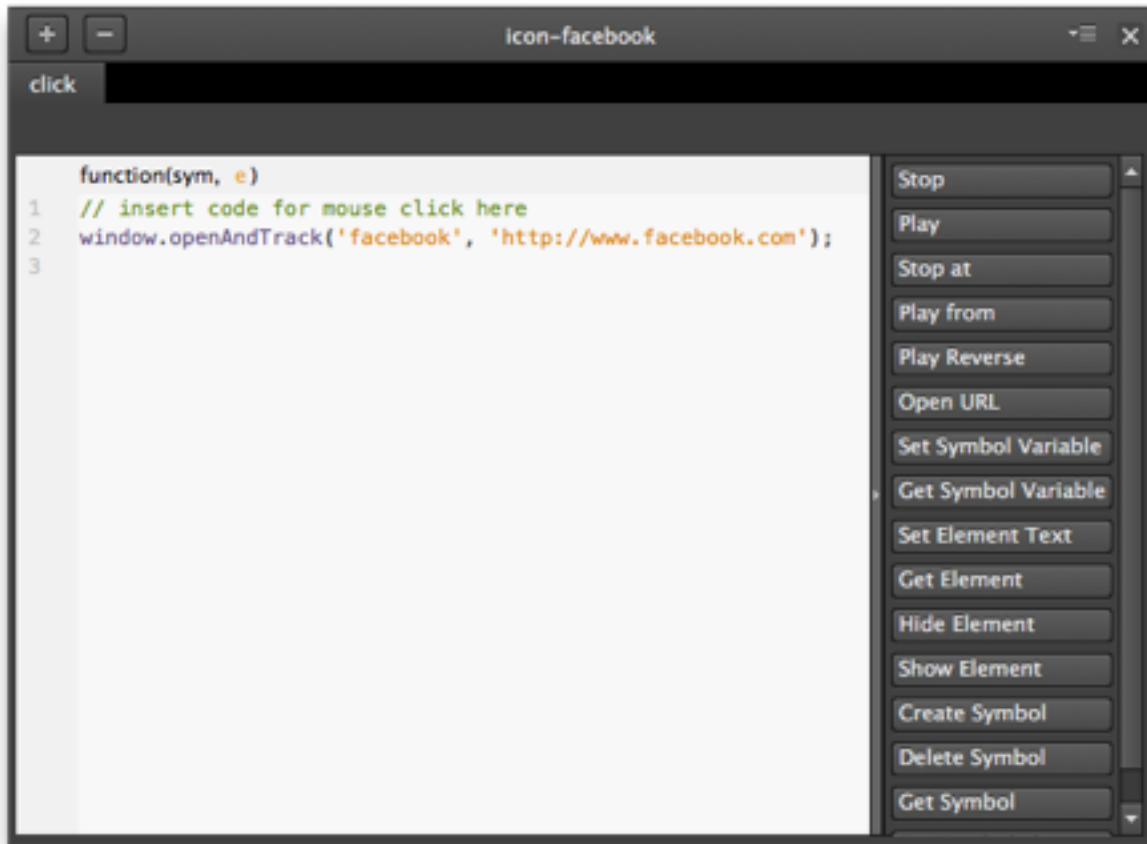 + − icon-facebook
click
function(sym, e)
1 // insert code for mouse click here
2 window.openAndTrack('facebook', 'http://www.facebook.com');
3
Stop
Play
Stop at
Play from
Play Reverse
Open URL
Set Symbol Variable
Get Symbol Variable
Set Element Text
Get Element
Hide Element
Show Element
Create Symbol
Delete Symbol
Get Symbol